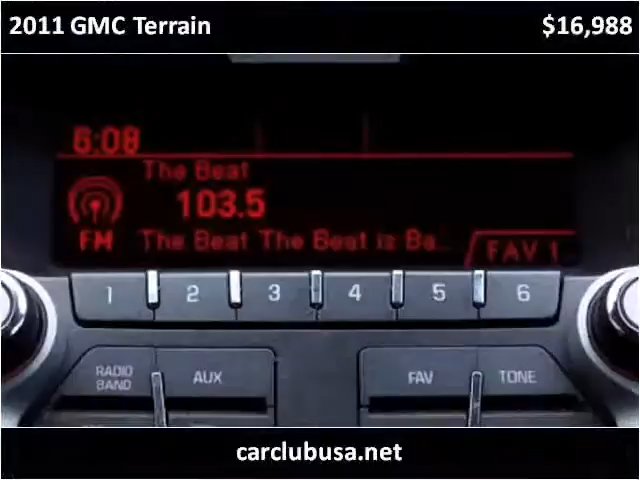 2011 GMC Terrain $16,988
6:08
The Beat
103.5
FM The Beat The Beat is Ba... FAV 1
1 2 3 4 5 6
RADIO BAND AUX FAV TONE
carclubusa.net